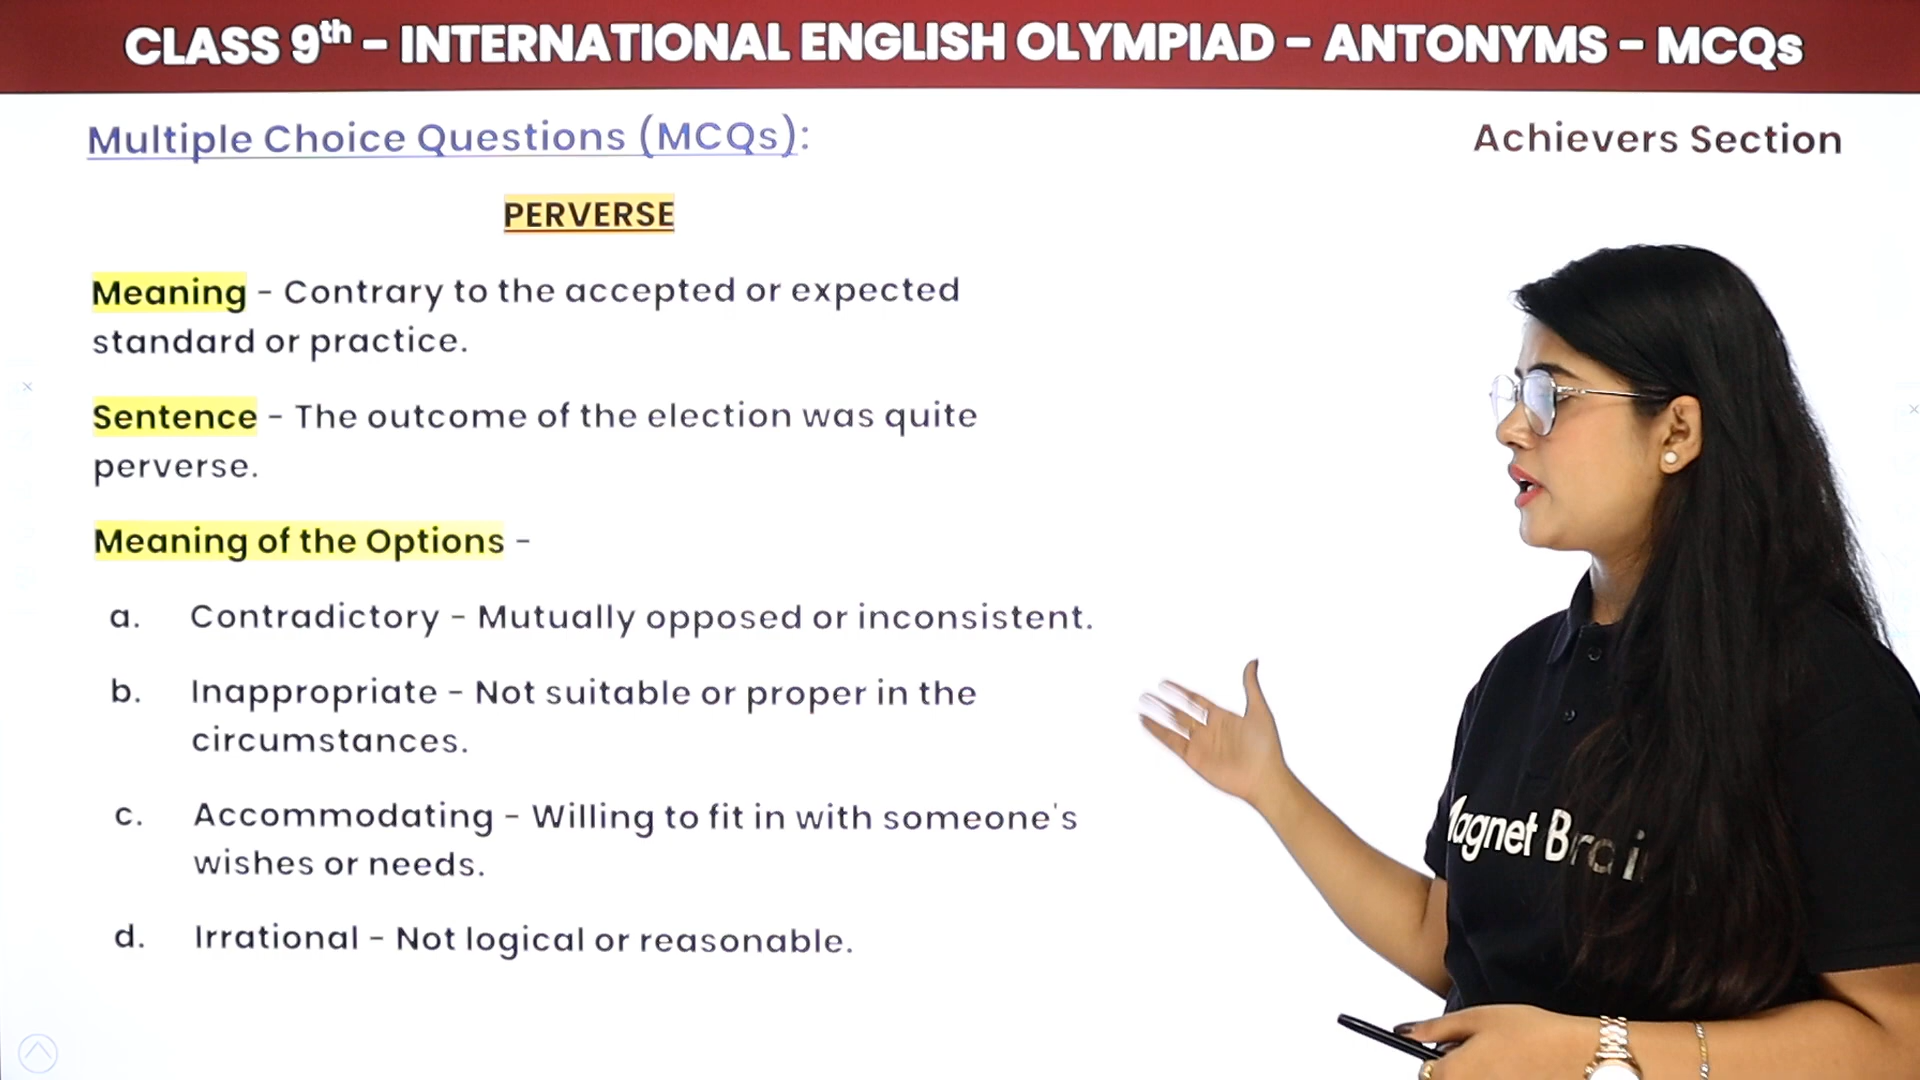 CLASS 9th - INTERNATIONAL ENGLISH OLYMPIAD - ANTONYMS - MCQs
Multiple Choice Questions (MCQs):
Achievers Section
PERVERSE
Meaning - Contrary to the accepted or expected
standard or practice.
Sentence - The outcome of the election was quite
perverse.
Meaning of the Options -
a. Contradictory - Mutually opposed or inconsistent.
b. Inappropriate - Not suitable or proper in the
circumstances.
c. Accommodating - Willing to fit in with someone's
wishes or needs.
d. Irrational - Not logical or reasonable.
Magnet Brai